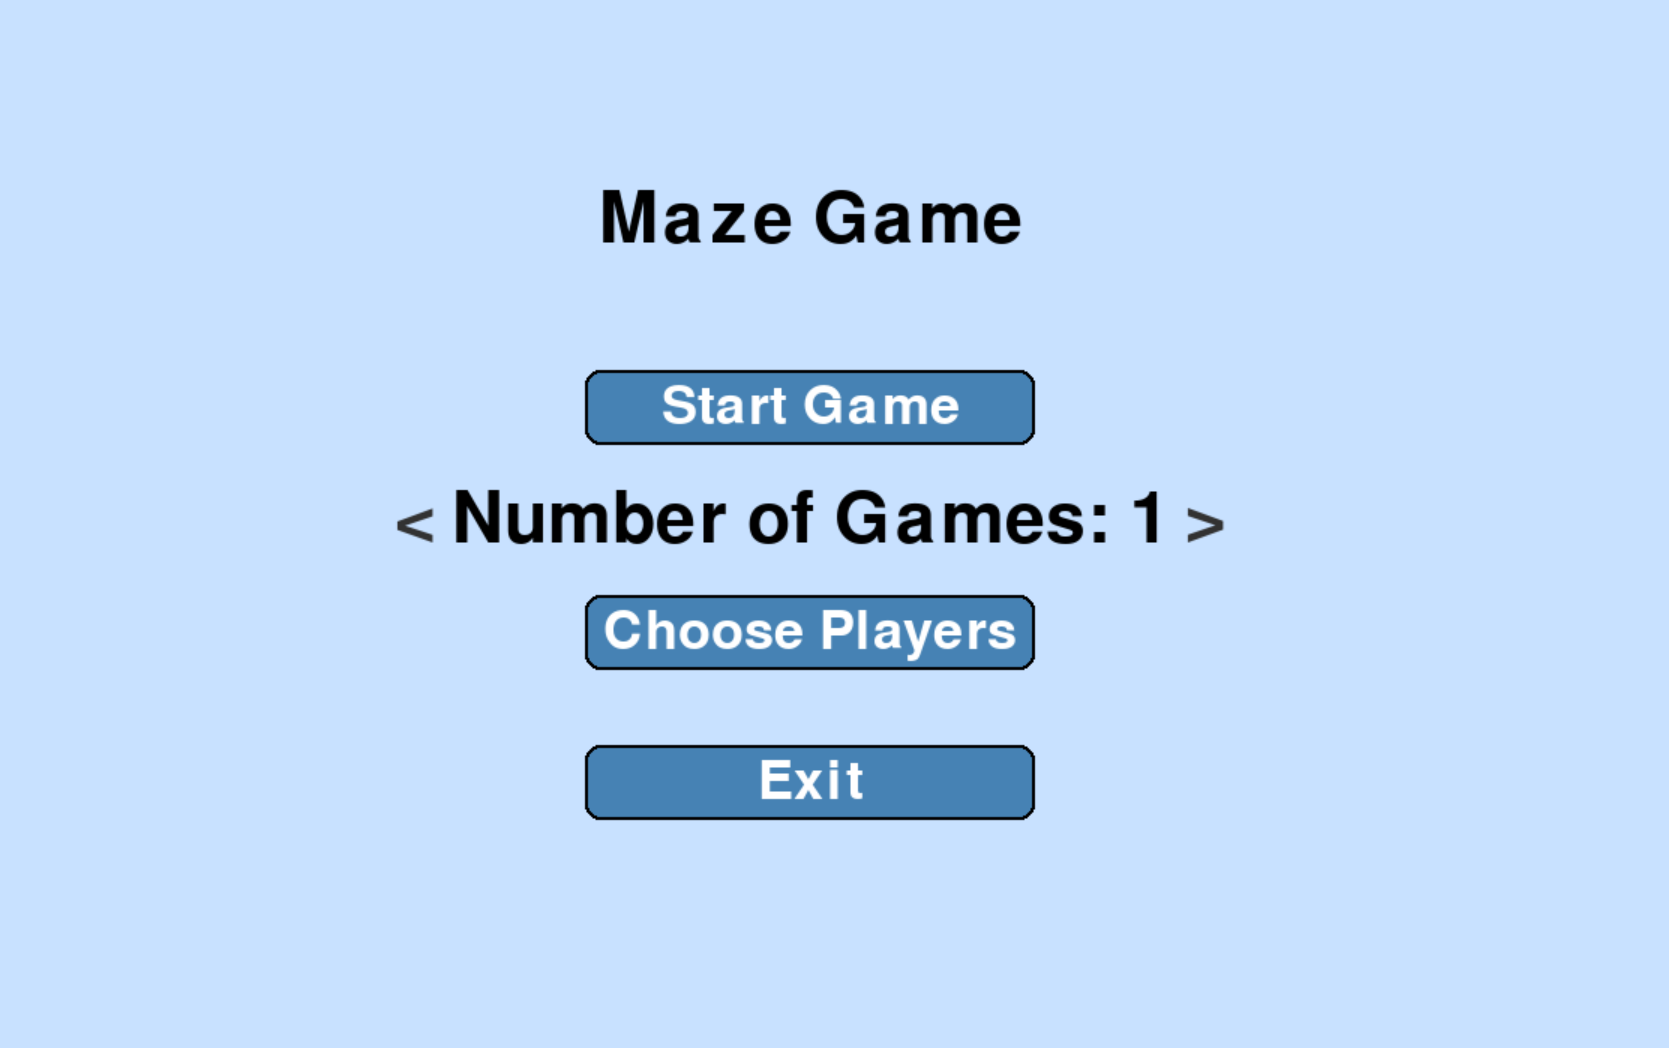 Maze Game
Start Game
< Number of Games: 1 >
Choose Players
Exit